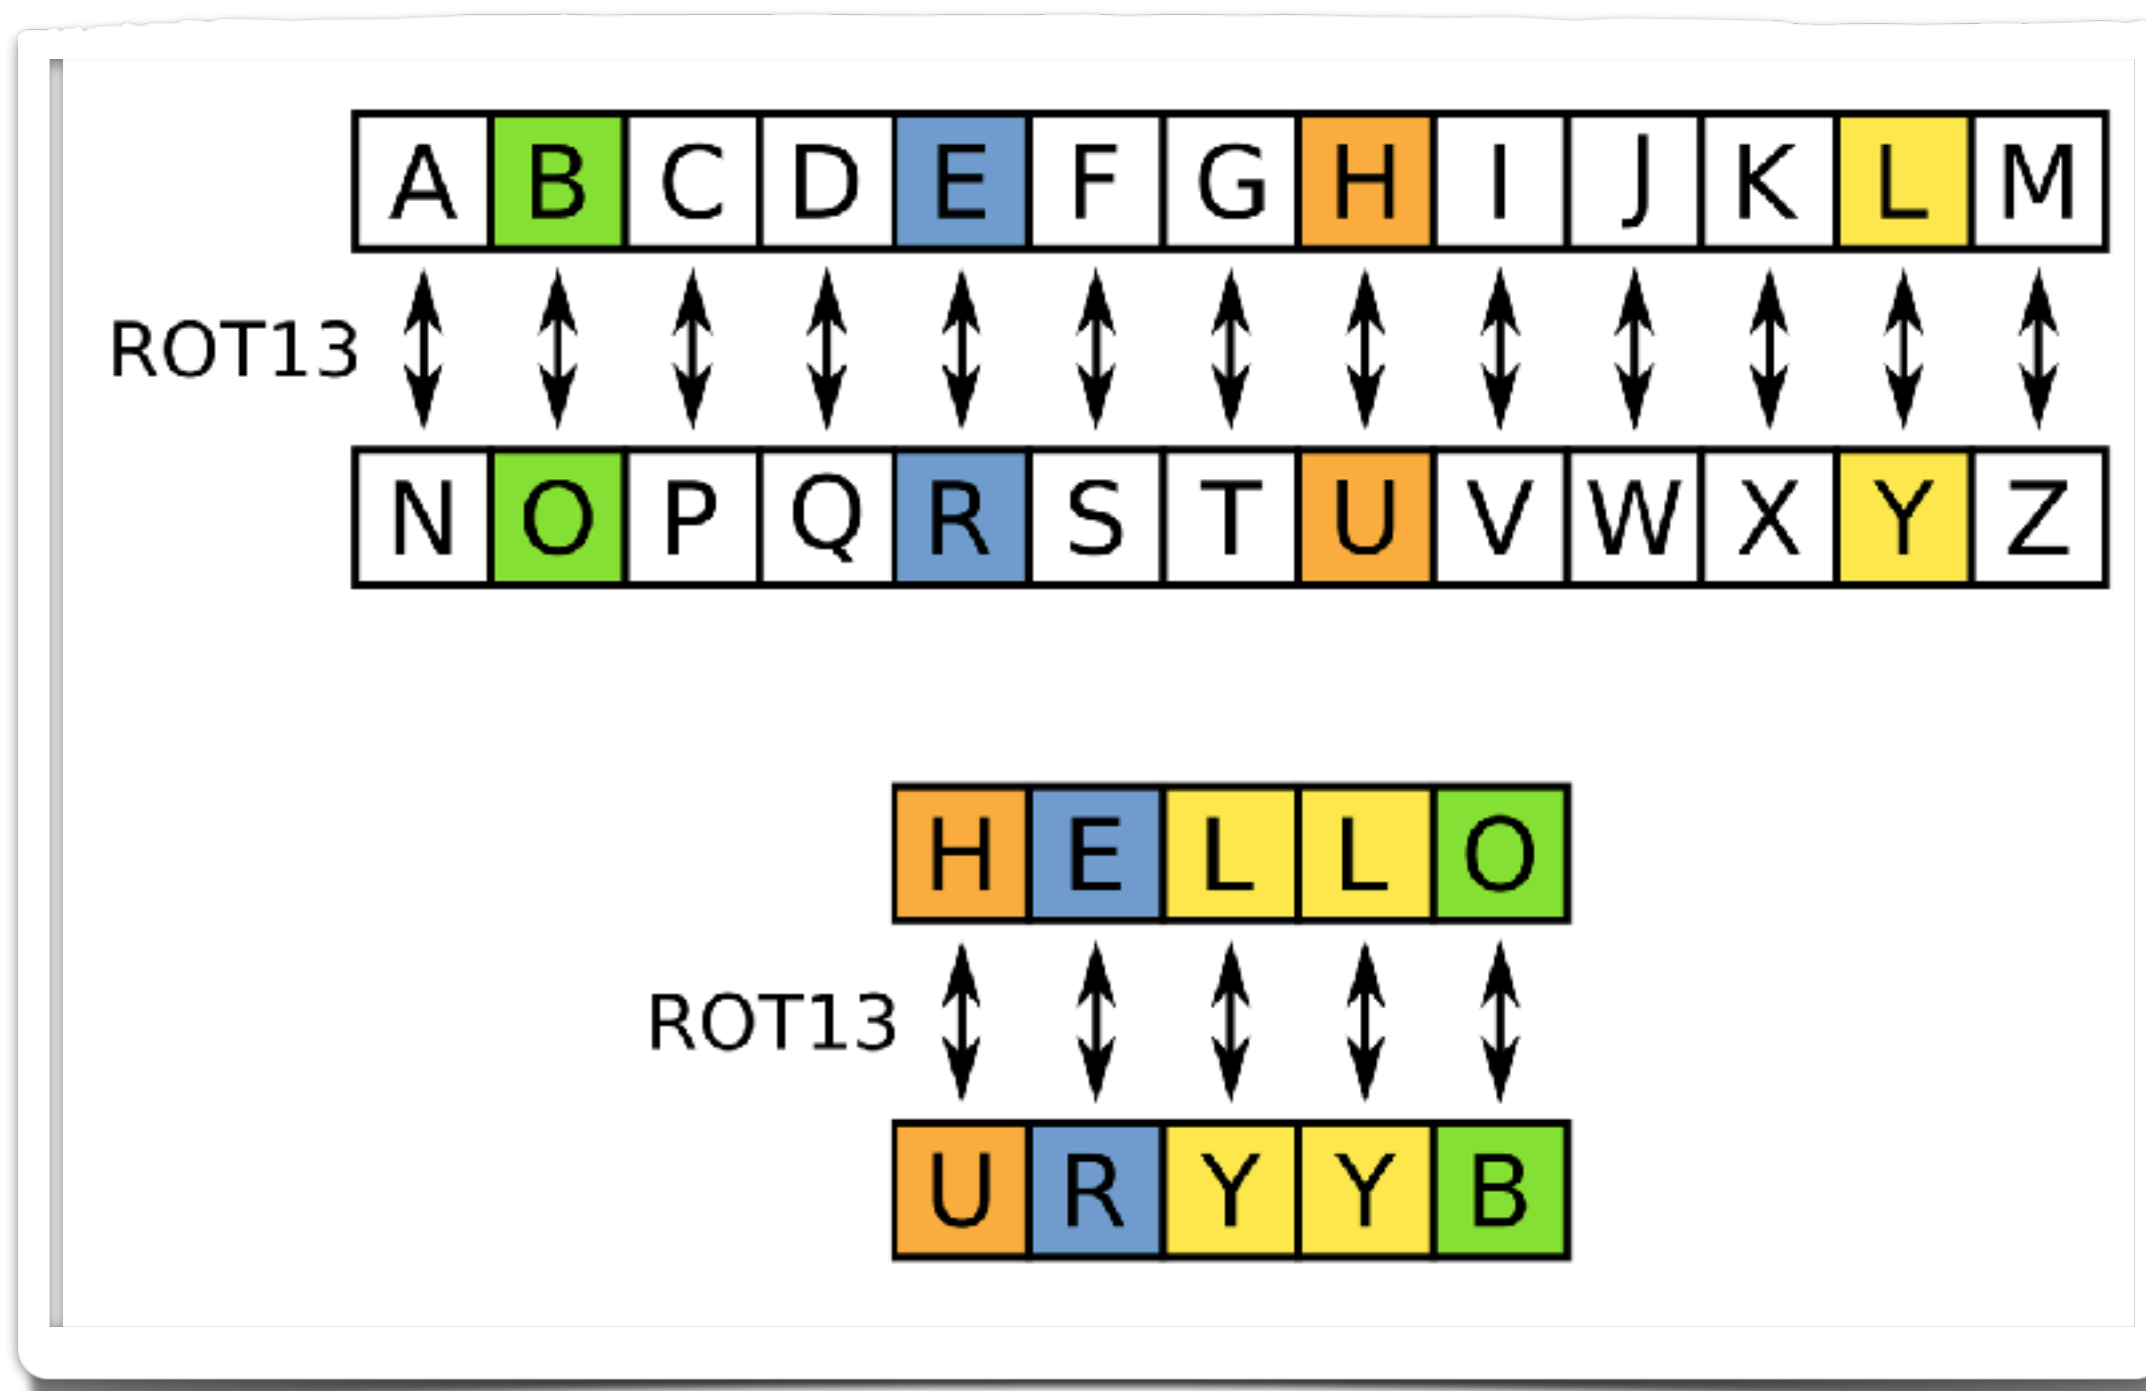 A B C D E F G H I J K L M
ROT13
N O P Q R S T U V W X Y Z
H E L L O
ROT13
U R Y Y B